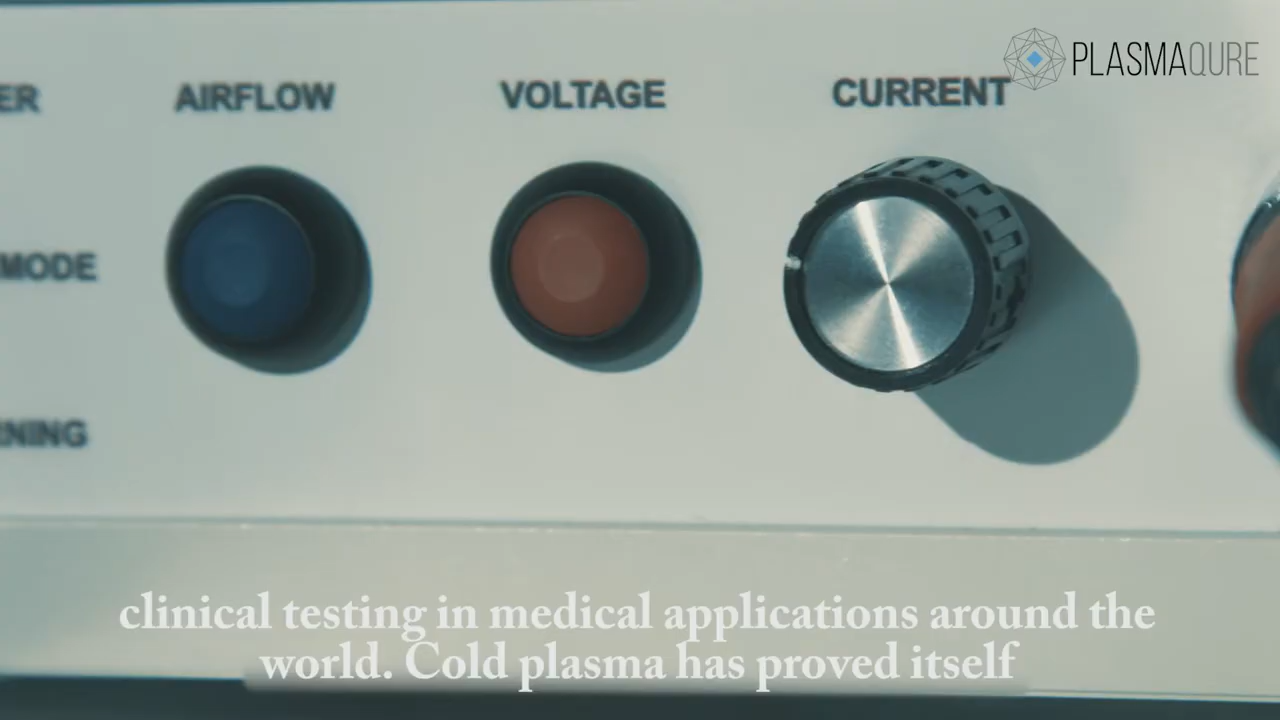 PLASMAQURE
AIRFLOW
VOLTAGE
CURRENT
MODE
clinical testing in medical applications around the
world. Cold plasma has proved itself